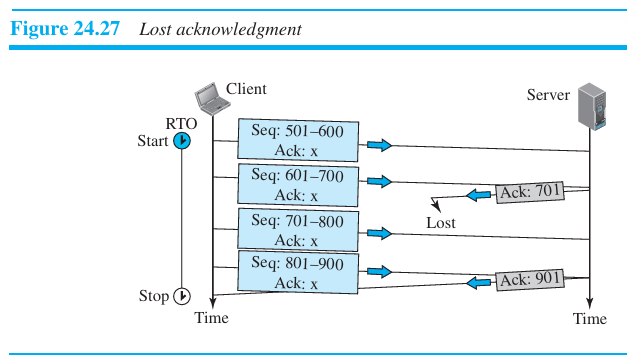 Figure 24.27 Lost acknowledgment
Client
Server
RTO
Start
Seq: 501–600
Ack: x
Seq: 601–700
Ack: x
Ack: 701
Lost
Seq: 701–800
Ack: x
Seq: 801–900
Ack: x
Ack: 901
Stop
Time
Time